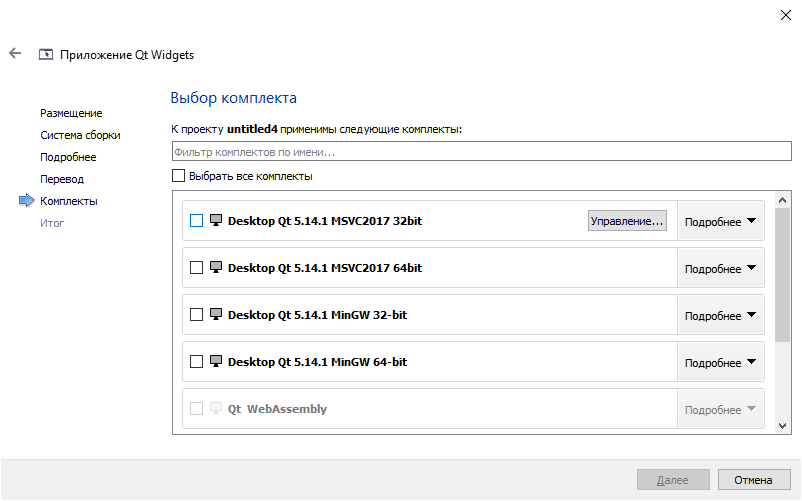 Приложение Qt Widgets
Размещение
Система сборки
Подробнее
Перевод
Комплекты
Итог
Выбор комплекта
К проекту untitled4 применимы следующие комплекты:
Фильтр комплектов по имени...
Выбрать все комплекты
Desktop Qt 5.14.1 MSVC2017 32bit Управление... Подробнее
Desktop Qt 5.14.1 MSVC2017 64bit Подробнее
Desktop Qt 5.14.1 MinGW 32-bit Подробнее
Desktop Qt 5.14.1 MinGW 64-bit Подробнее
Qt WebAssembly Подробнее
Далее Отмена